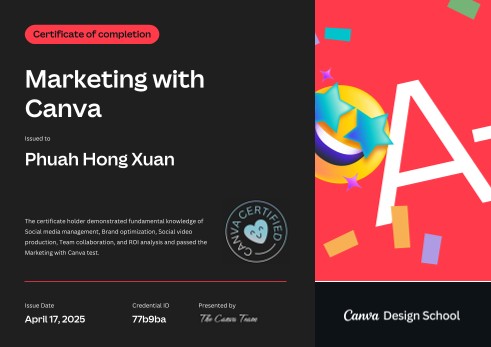 Certificate of completion
Marketing with
Canva
Issued to
Phuah Hong Xuan
The certificate holder demonstrated fundamental knowledge of
Social media management, Brand optimization, Social video
production, Team collaboration, and ROI analysis and passed the
Marketing with Canva test.
CANVA CERTIFIED
Issue Date
April 17, 2025
Credential ID
77b9ba
Presented by
The Canva Team
A+
Canva Design School